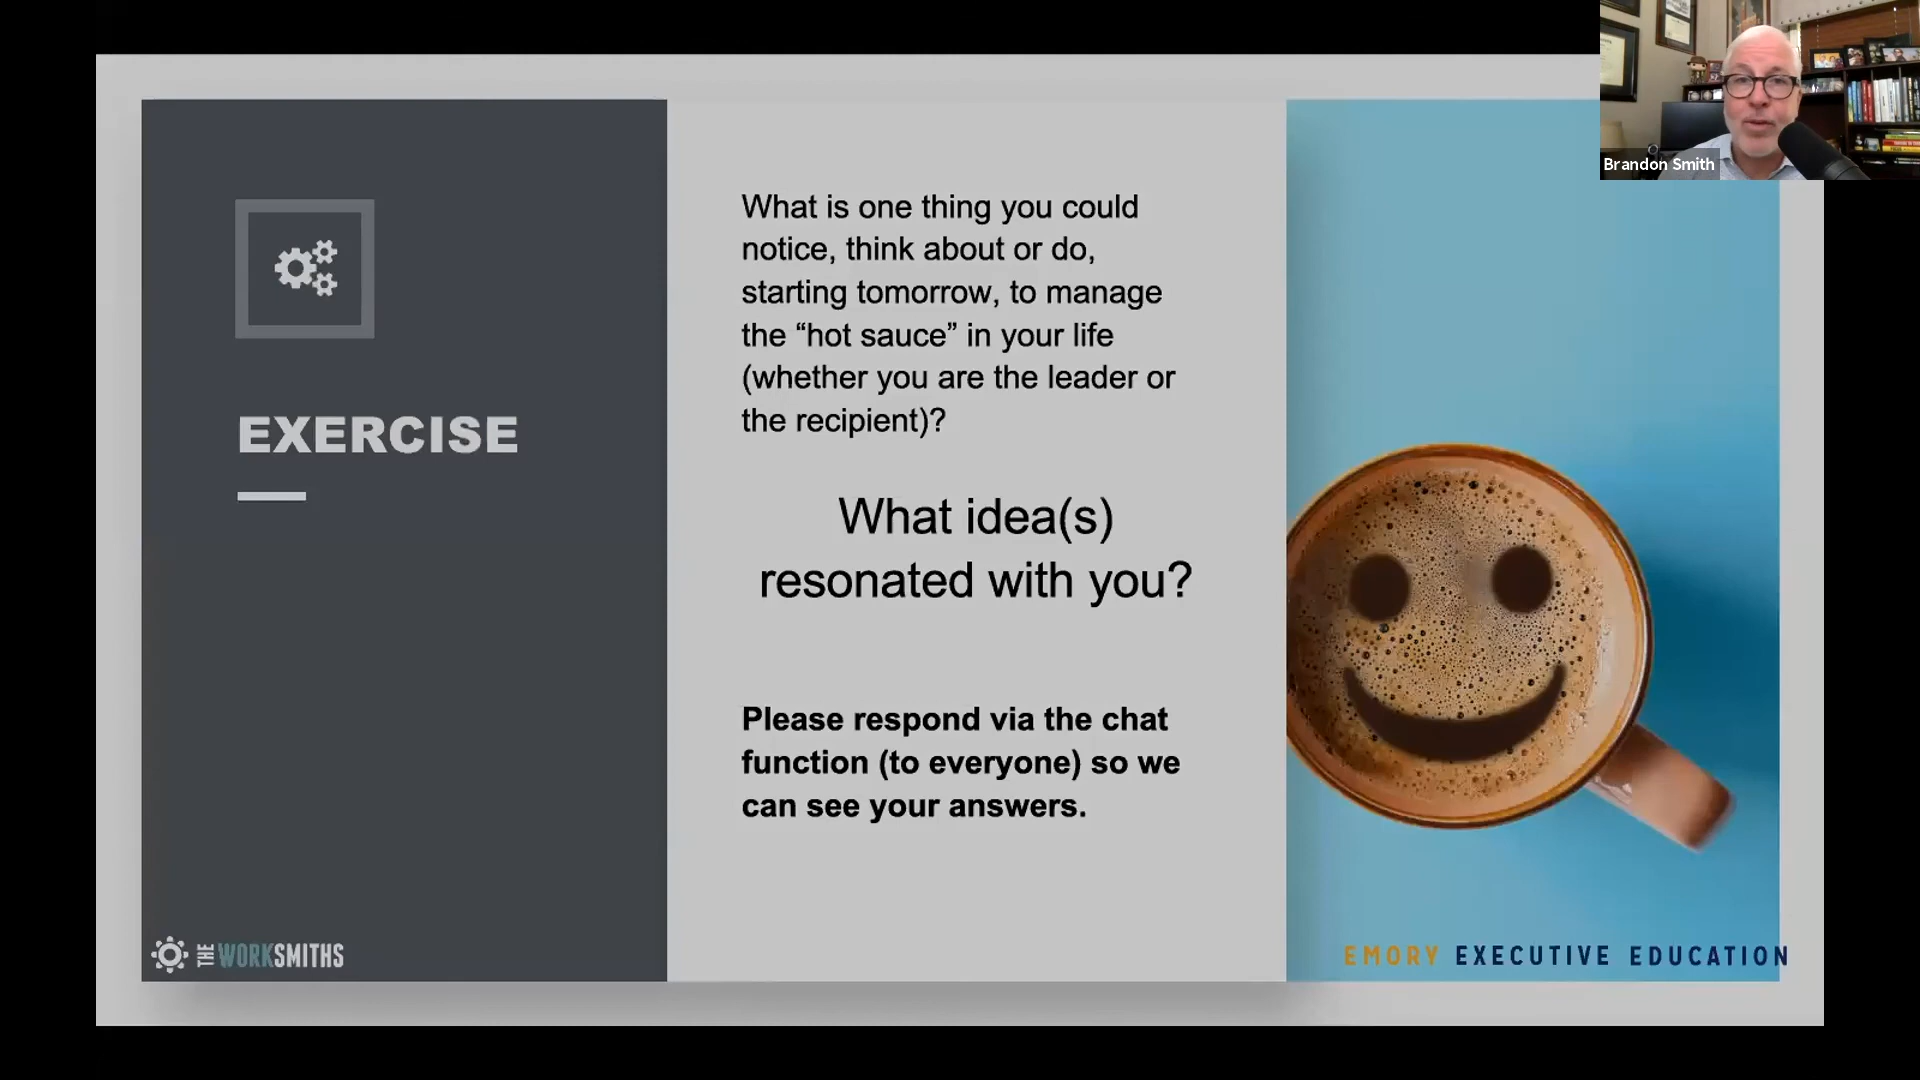 Brandon Smith
EXERCISE
What is one thing you could
notice, think about or do,
starting tomorrow, to manage
the “hot sauce” in your life
(whether you are the leader or
the recipient)?
What idea(s)
resonated with you?
Please respond via the chat
function (to everyone) so we
can see your answers.
THE WORKSMITHS
EMORY EXECUTIVE EDUCATION